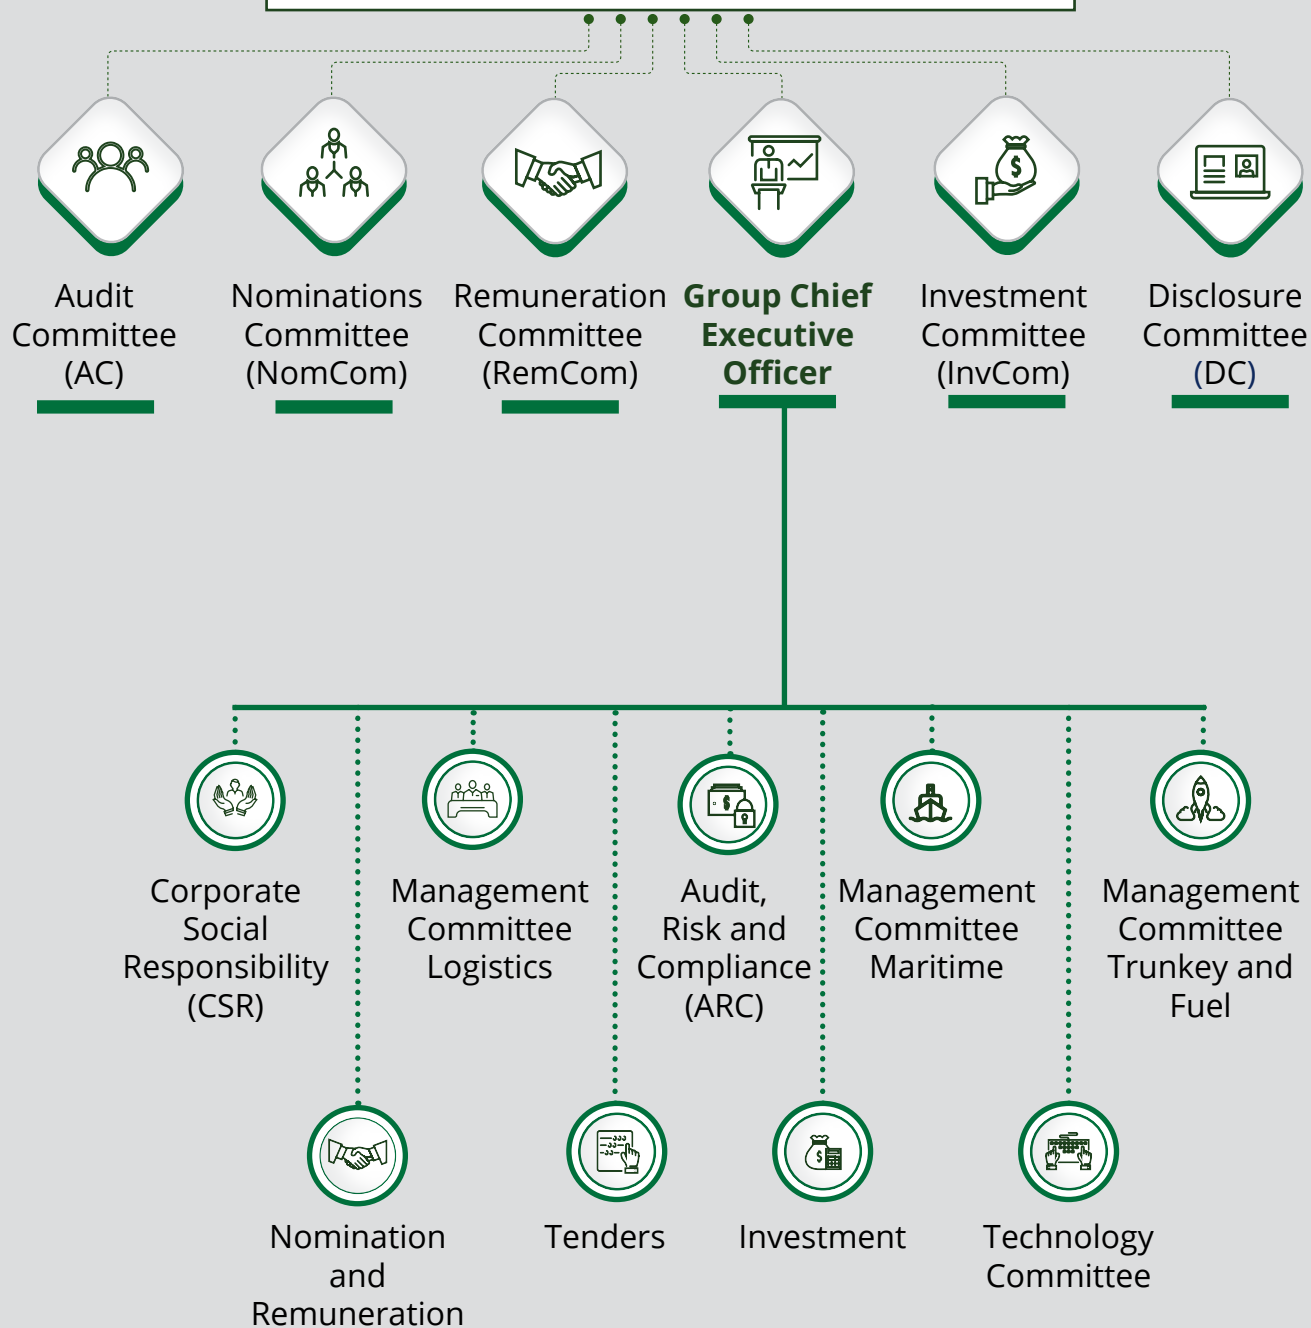 Audit
Committee
(AC)
Nominations
Committee
(NomCom)
Remuneration
Committee
(RemCom)
Group Chief
Executive
Officer
Investment
Committee
(InvCom)
Disclosure
Committee
(DC)
Corporate
Social
Responsibility
(CSR)
Management
Committee
Logistics
Audit,
Risk and
Compliance
(ARC)
Management
Committee
Maritime
Management
Committee
Trunkey and
Fuel
Nomination
and
Remuneration
Tenders
Investment
Technology
Committee